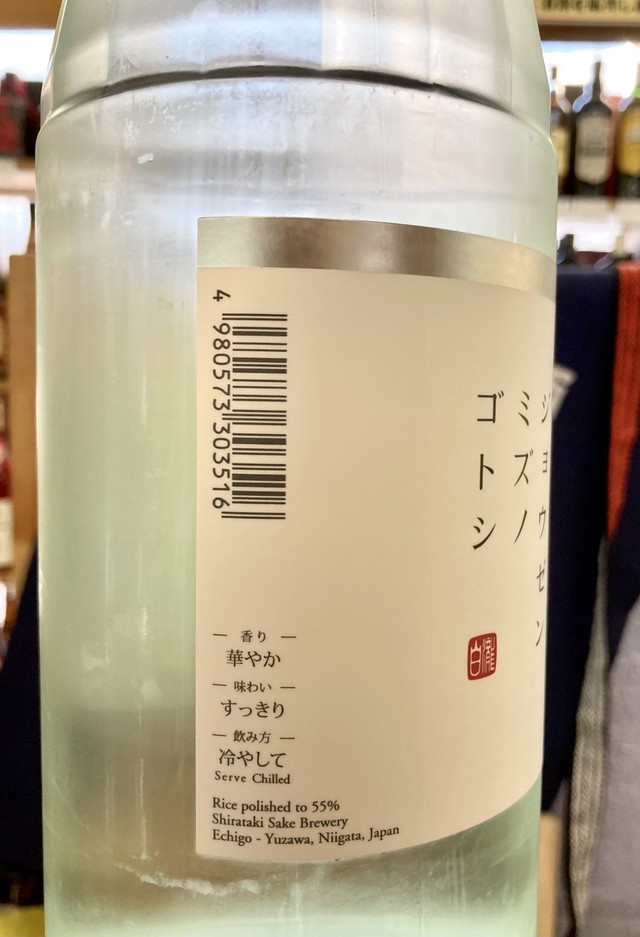 ジョウゼン
ミズノ
ゴトシ
白瀧
4 980573 303516
香り
華やか
味わい
すっきり
飲み方
冷やして
Serve Chilled
Rice polished to 55%
Shirataki Sake Brewery
Echigo - Yuzawa, Niigata, Japan